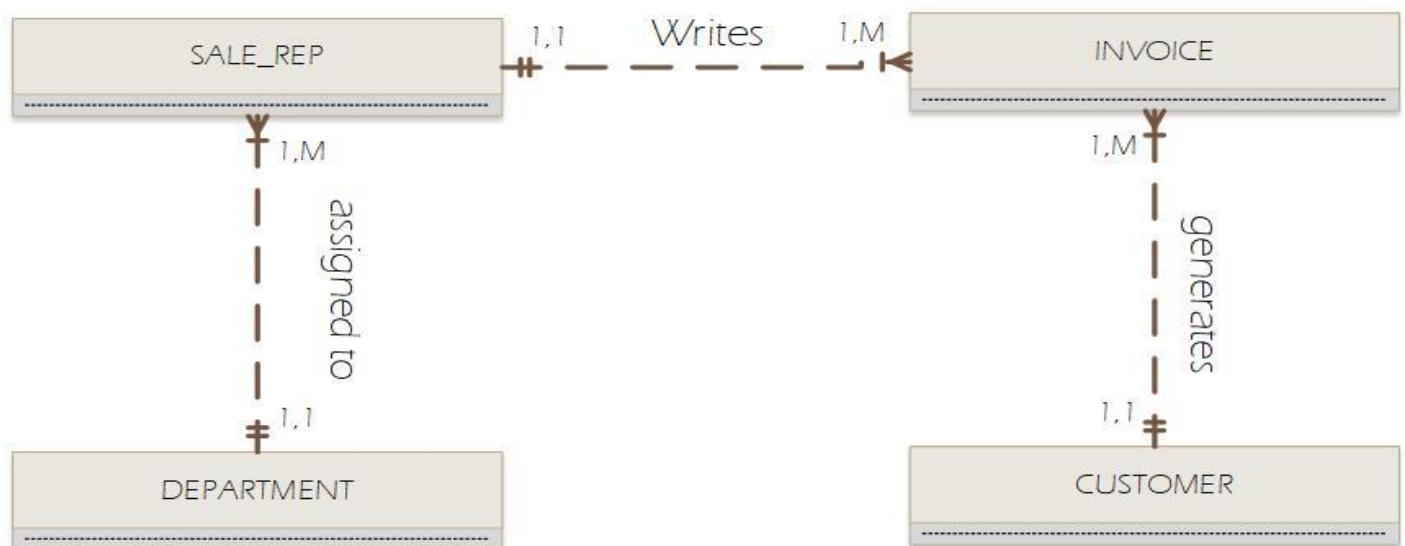 SALE_REP
1,1
Writes
1,M
INVOICE
1,M
assigned to
1,1
DEPARTMENT
1,M
generates
1,1
CUSTOMER